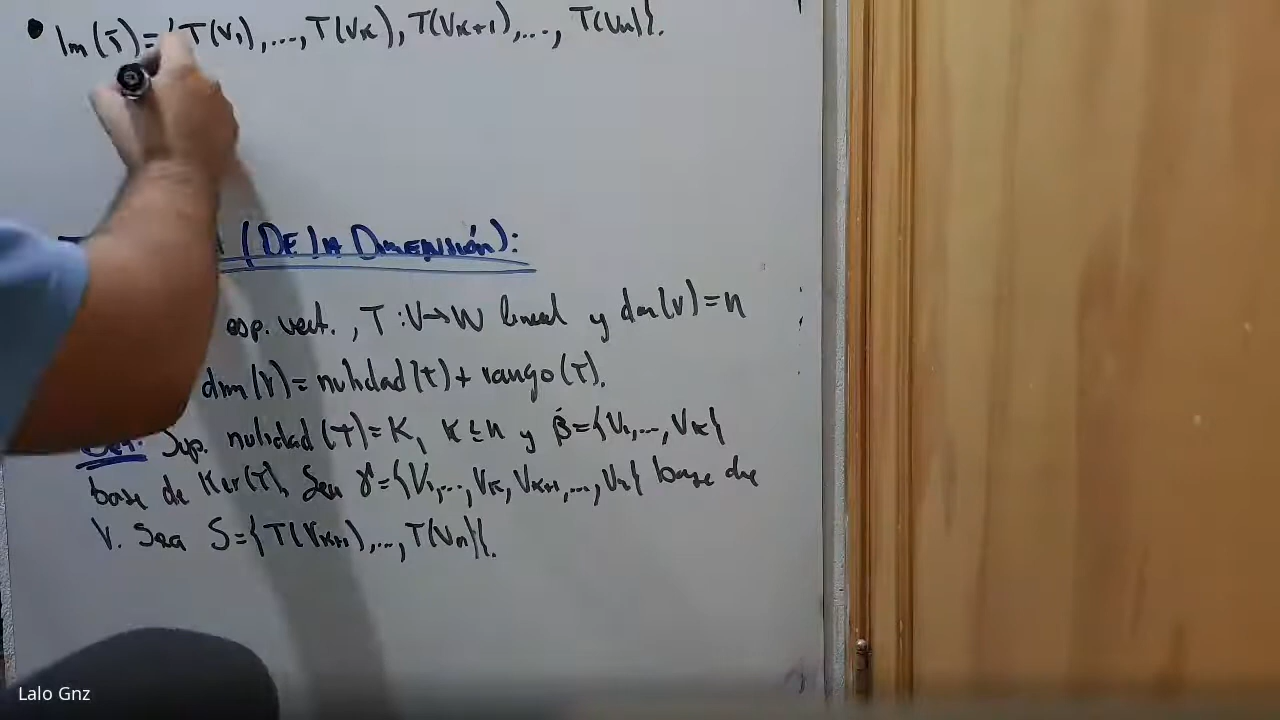 • Im(T)= T(V₁),..., T(Vₖ), T(Vₖ₊₁),..., T(Vₙ)}.
(DE LA DIMENSIÓN):
esp. vect., T:V→W lineal y dim(V)=n
dim(V)= nulidad(T)+rango(T).
Dem: Sup. nulidad(T)=K, K≤n y β={V₁,...,Vₖ}
base de Ker(T). Sea γ={V₁,...,Vₖ,Vₖ₊₁,...,Vₙ} base de
V. Sea S={T(Vₖ₊₁),...,T(Vₙ)}.
Lalo Gnz